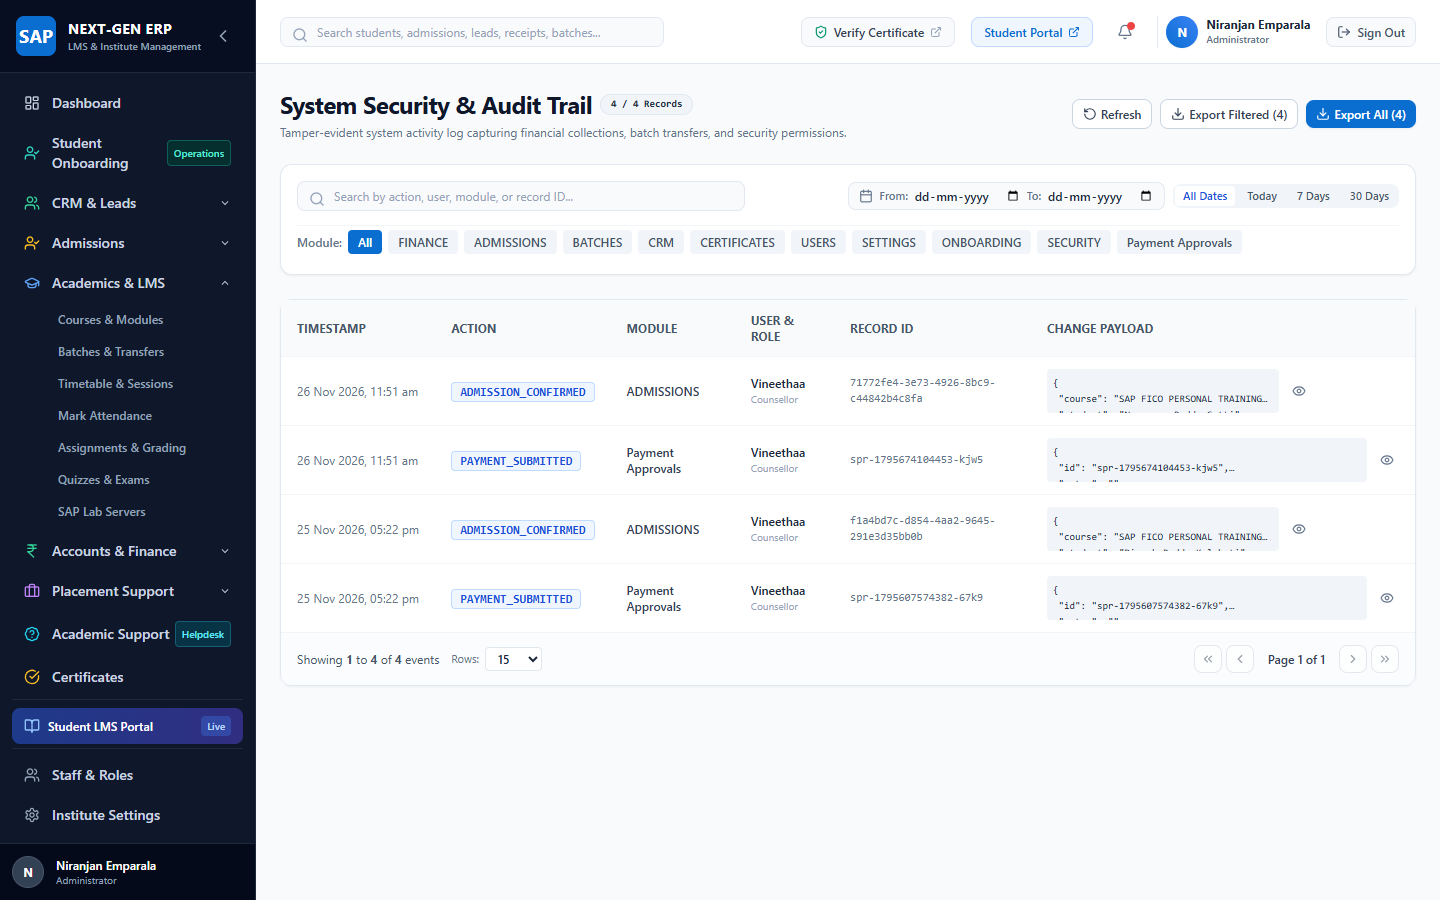 SAP
NEXT-GEN ERP
LMS & Institute Management
Dashboard
Student Onboarding
Operations
CRM & Leads
Admissions
Academics & LMS
Courses & Modules
Batches & Transfers
Timetable & Sessions
Mark Attendance
Assignments & Grading
Quizzes & Exams
SAP Lab Servers
Accounts & Finance
Placement Support
Academic Support
Helpdesk
Certificates
Student LMS Portal
Live
Staff & Roles
Institute Settings
N
Niranjan Emparala
Administrator
Search students, admissions, leads, receipts, batches...
Verify Certificate
Student Portal
N
Niranjan Emparala
Administrator
Sign Out
System Security & Audit Trail
4 / 4 Records
Tamper-evident system activity log capturing financial collections, batch transfers, and security permissions.
Refresh
Export Filtered (4)
Export All (4)
Search by action, user, module, or record ID...
From: dd-mm-yyyy To: dd-mm-yyyy
All Dates Today 7 Days 30 Days
Module: All FINANCE ADMISSIONS BATCHES CRM CERTIFICATES USERS SETTINGS ONBOARDING SECURITY Payment Approvals
TIMESTAMP ACTION MODULE USER & ROLE RECORD ID CHANGE PAYLOAD
26 Nov 2026, 11:51 am
ADMISSION_CONFIRMED
ADMISSIONS
Vineethaa
Counsellor
71772fe4-3e73-4926-8bc9-
c44842b4c8fa
{
"course": "SAP FICO PERSONAL TRAINING…
26 Nov 2026, 11:51 am
PAYMENT_SUBMITTED
Payment
Approvals
Vineethaa
Counsellor
spr-1795674104453-kjw5
{
"id": "spr-1795674104453-kjw5",…
25 Nov 2026, 05:22 pm
ADMISSION_CONFIRMED
ADMISSIONS
Vineethaa
Counsellor
f1a4bd7c-d854-4aa2-9645-
291e3d35bb0b
{
"course": "SAP FICO PERSONAL TRAINING…
25 Nov 2026, 05:22 pm
PAYMENT_SUBMITTED
Payment
Approvals
Vineethaa
Counsellor
spr-1795607574382-67k9
{
"id": "spr-1795607574382-67k9",…
Showing 1 to 4 of 4 events Rows: 15
Page 1 of 1